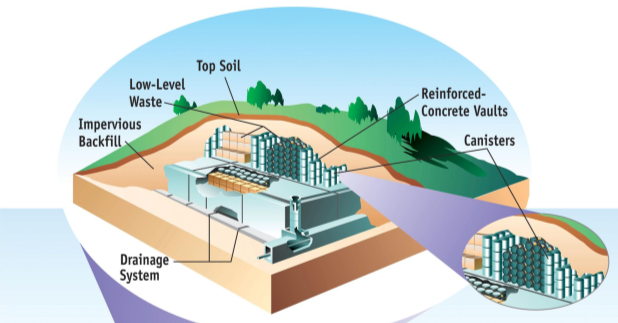 Top Soil
Low-Level
Waste
Impervious
Backfill
Reinforced-
Concrete Vaults
Canisters
Drainage
System